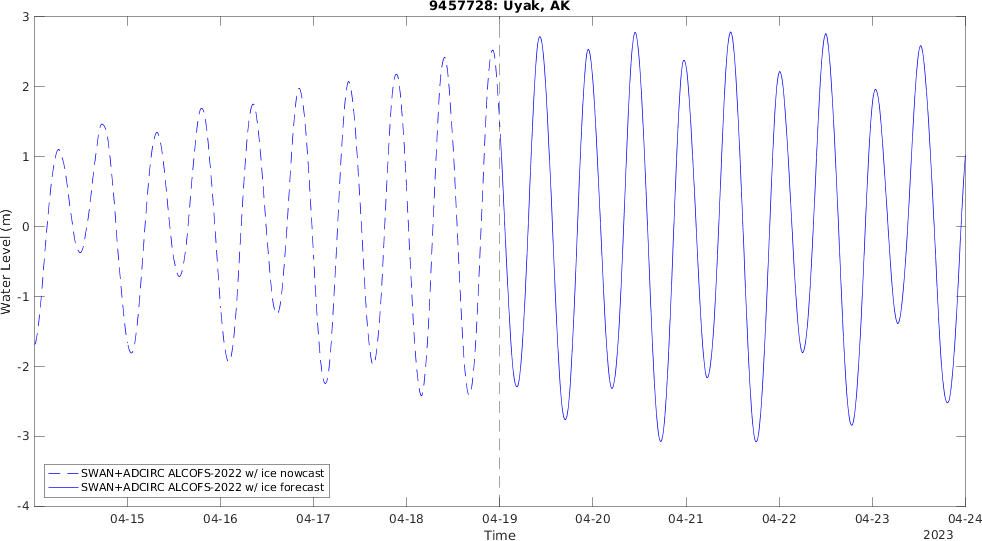 9457728: Uyak, AK
Water Level (m)
3
2
1
0
-1
-2
-3
-4
SWAN+ADCIRC ALCOFS-2022 w/ ice nowcast
SWAN+ADCIRC ALCOFS-2022 w/ ice forecast
04-15 04-16 04-17 04-18 04-19 04-20 04-21 04-22 04-23 04-24
Time
2023